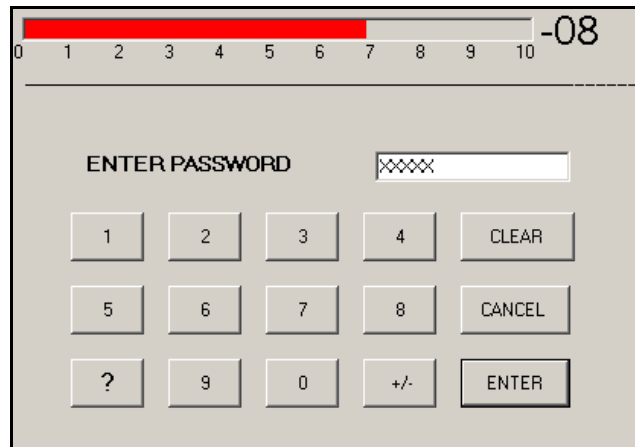 -08
0 1 2 3 4 5 6 7 8 9 10
ENTER PASSWORD XXXXX
1 2 3 4 CLEAR
5 6 7 8 CANCEL
? 9 0 +/- ENTER